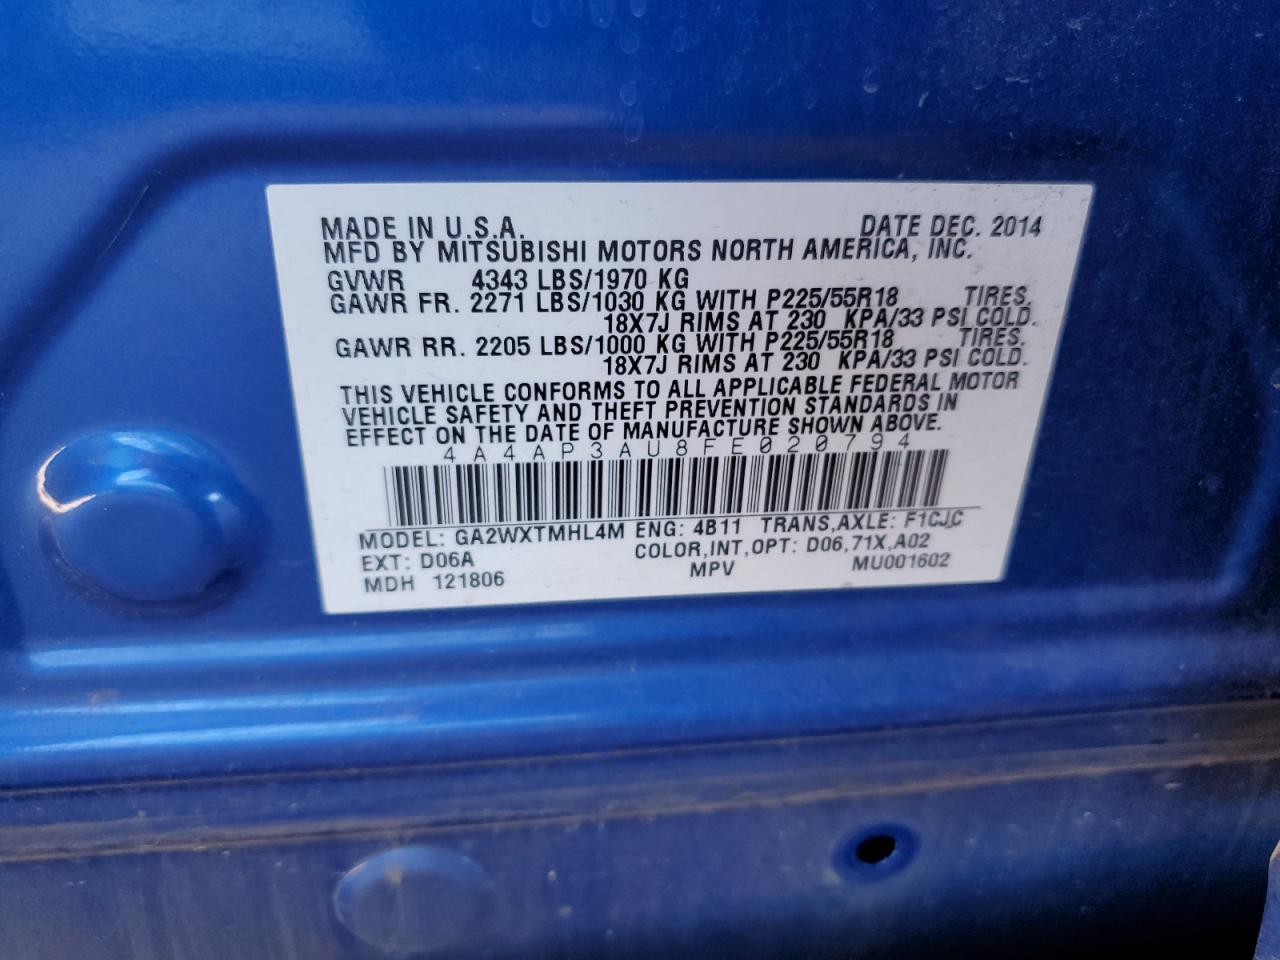 MADE IN U.S.A. DATE DEC. 2014
MFD BY MITSUBISHI MOTORS NORTH AMERICA, INC.
GVWR 4343 LBS/1970 KG
GAWR FR. 2271 LBS/1030 KG WITH P225/55R18 TIRES,
18X7J RIMS AT 230 KPA/33 PSI COLD.
GAWR RR. 2205 LBS/1000 KG WITH P225/55R18 TIRES,
18X7J RIMS AT 230 KPA/33 PSI COLD.
THIS VEHICLE CONFORMS TO ALL APPLICABLE FEDERAL MOTOR
VEHICLE SAFETY AND THEFT PREVENTION STANDARDS IN
EFFECT ON THE DATE OF MANUFACTURE SHOWN ABOVE.
4A4AP3AU8FE020794
MODEL: GA2WXTMHL4M ENG: 4B11 TRANS,AXLE: F1CJC
EXT: D06A COLOR,INT,OPT: D06,71X,A02
MDH 121806 MPV MU001602